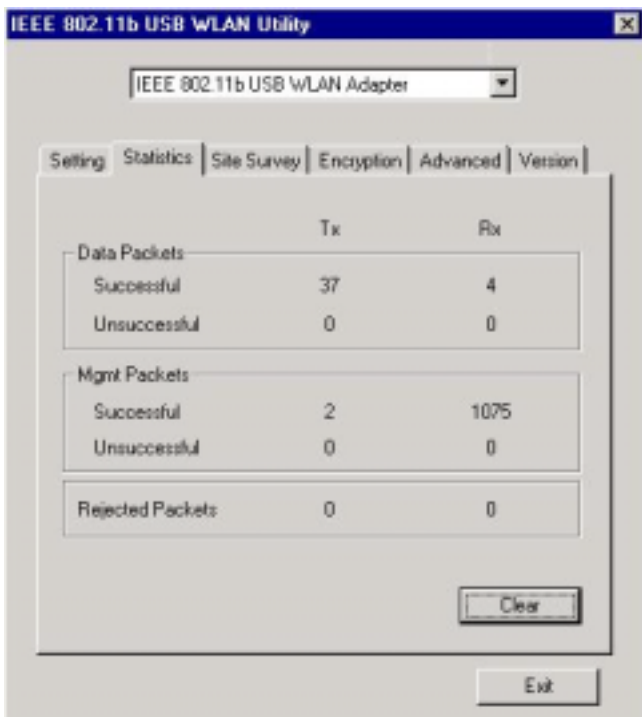 IEEE 802.11b USB WLAN Utility
IEEE 802.11b USB WLAN Adapter
Setting Statistics Site Survey Encryption Advanced Version
Tx Rx
Data Packets
Successful 37 4
Unsuccessful 0 0
Mgmt Packets
Successful 2 1075
Unsuccessful 0 0
Rejected Packets 0 0
Clear
Exit